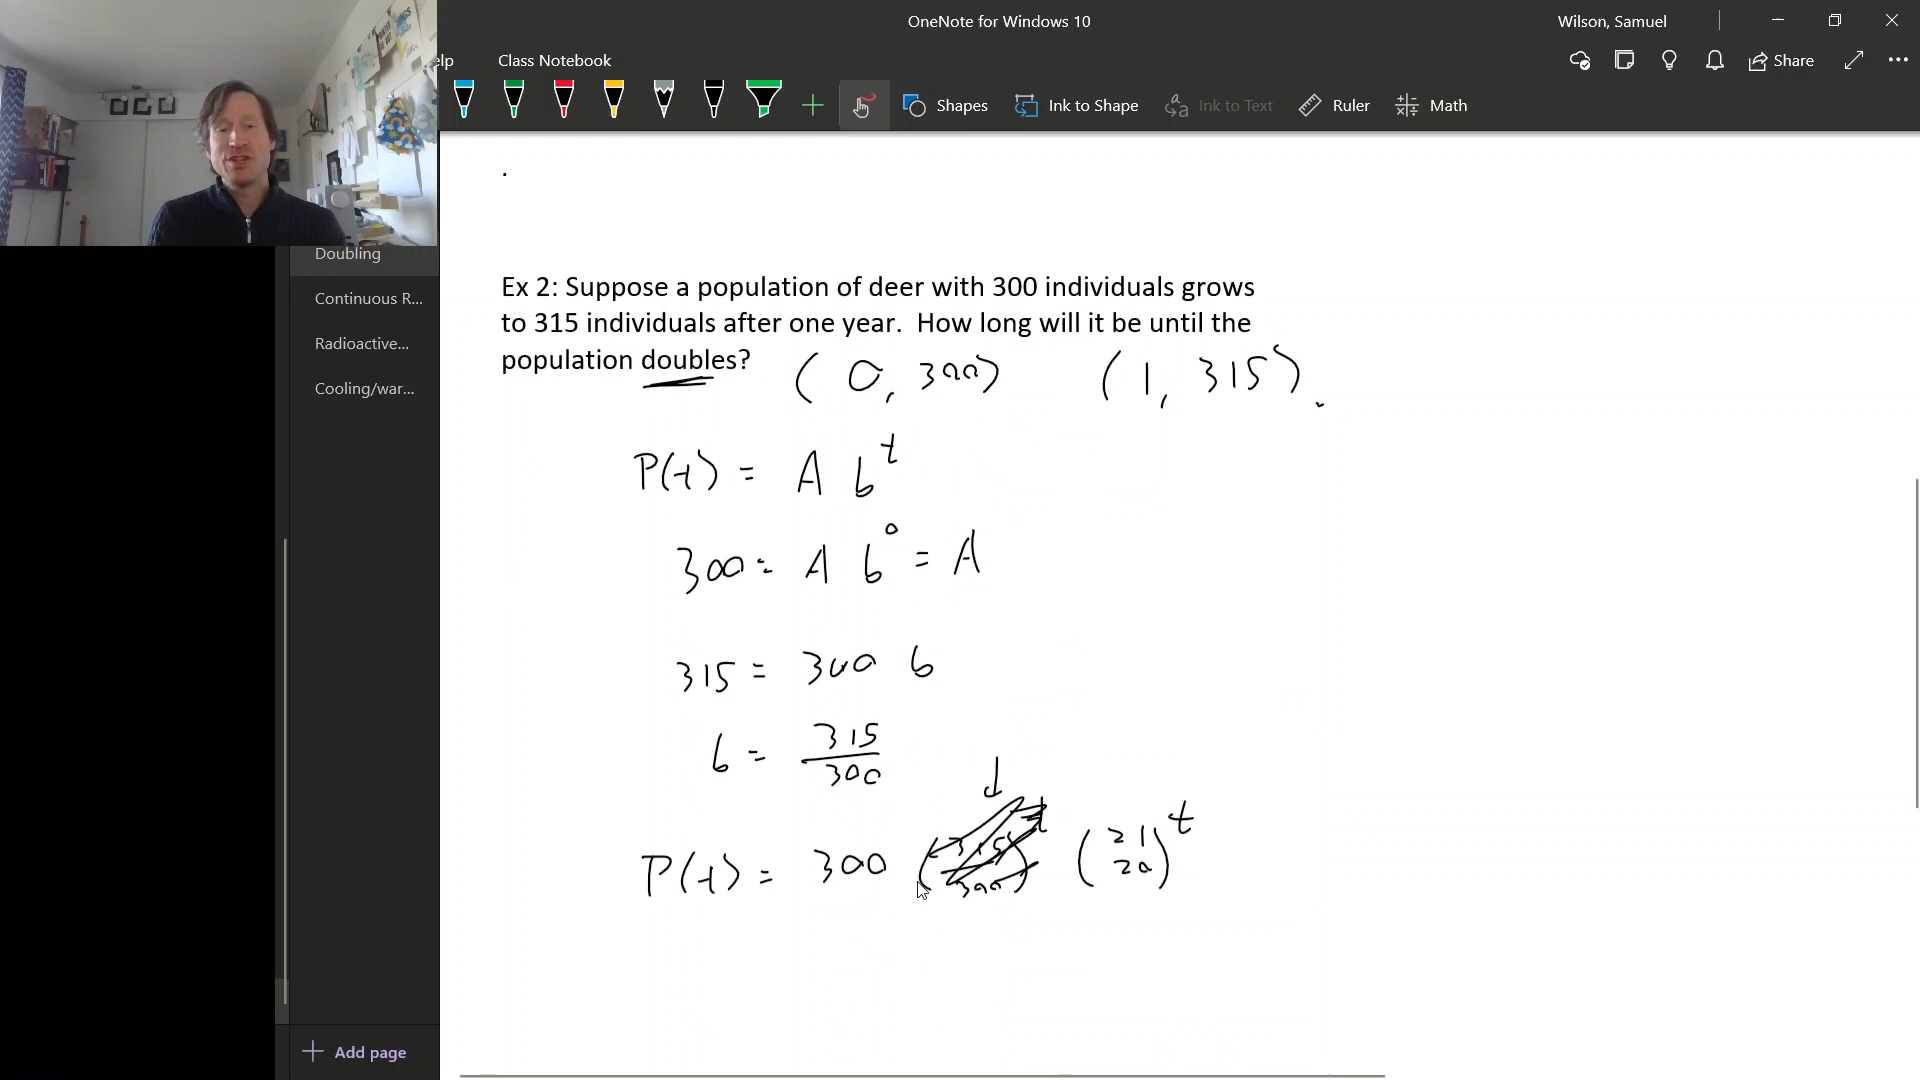 OneNote for Windows 10
Wilson, Samuel
elp
Class Notebook
Share
Shapes
Ink to Shape
Ink to Text
Ruler
Math
Doubling
Continuous R...
Radioactive...
Cooling/war...
Add page
.
Ex 2: Suppose a population of deer with 300 individuals grows
to 315 individuals after one year. How long will it be until the
population doubles?
(0, 300) (1, 315).
P(t) = A b^t
300 = A b^0 = A
315 = 300 b
b = 315/300
P(t) = 300 (315/300)^t (21/20)^t